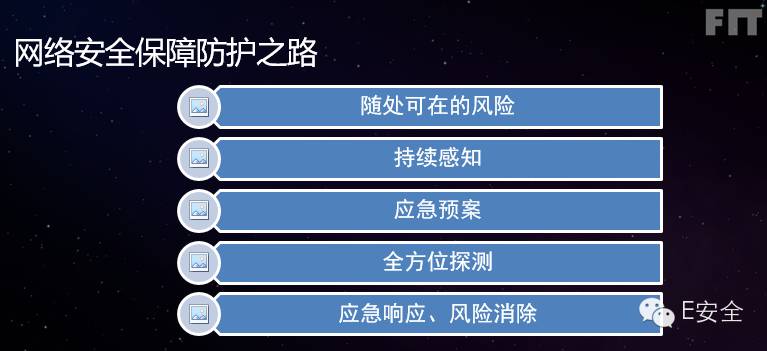 FIT
网络安全保障防护之路
随处可在的风险
持续感知
应急预案
全方位探测
应急响应、风险消除
E安全